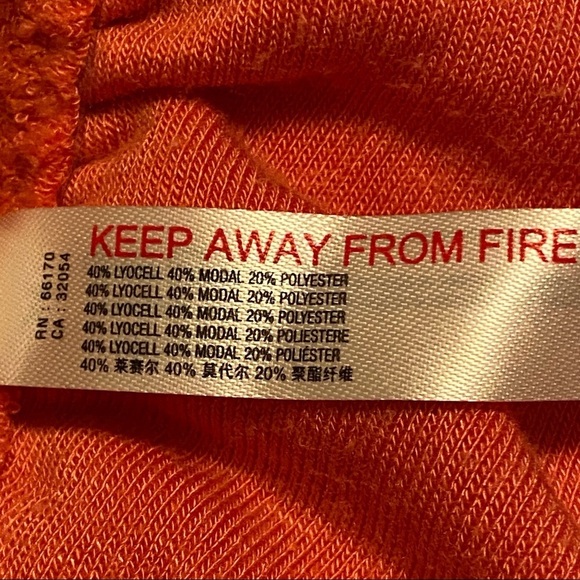 RN : 66170
CA : 32054
KEEP AWAY FROM FIRE
40% LYOCELL 40% MODAL 20% POLYESTER
40% LYOCELL 40% MODAL 20% POLYESTER
40% LYOCELL 40% MODAL 20% POLYESTER
40% LYOCELL 40% MODAL 20% POLIESTERE
40% LYOCELL 40% MODAL 20% POLIÉSTER
40% 莱赛尔 40% 莫代尔 20% 聚酯纤维